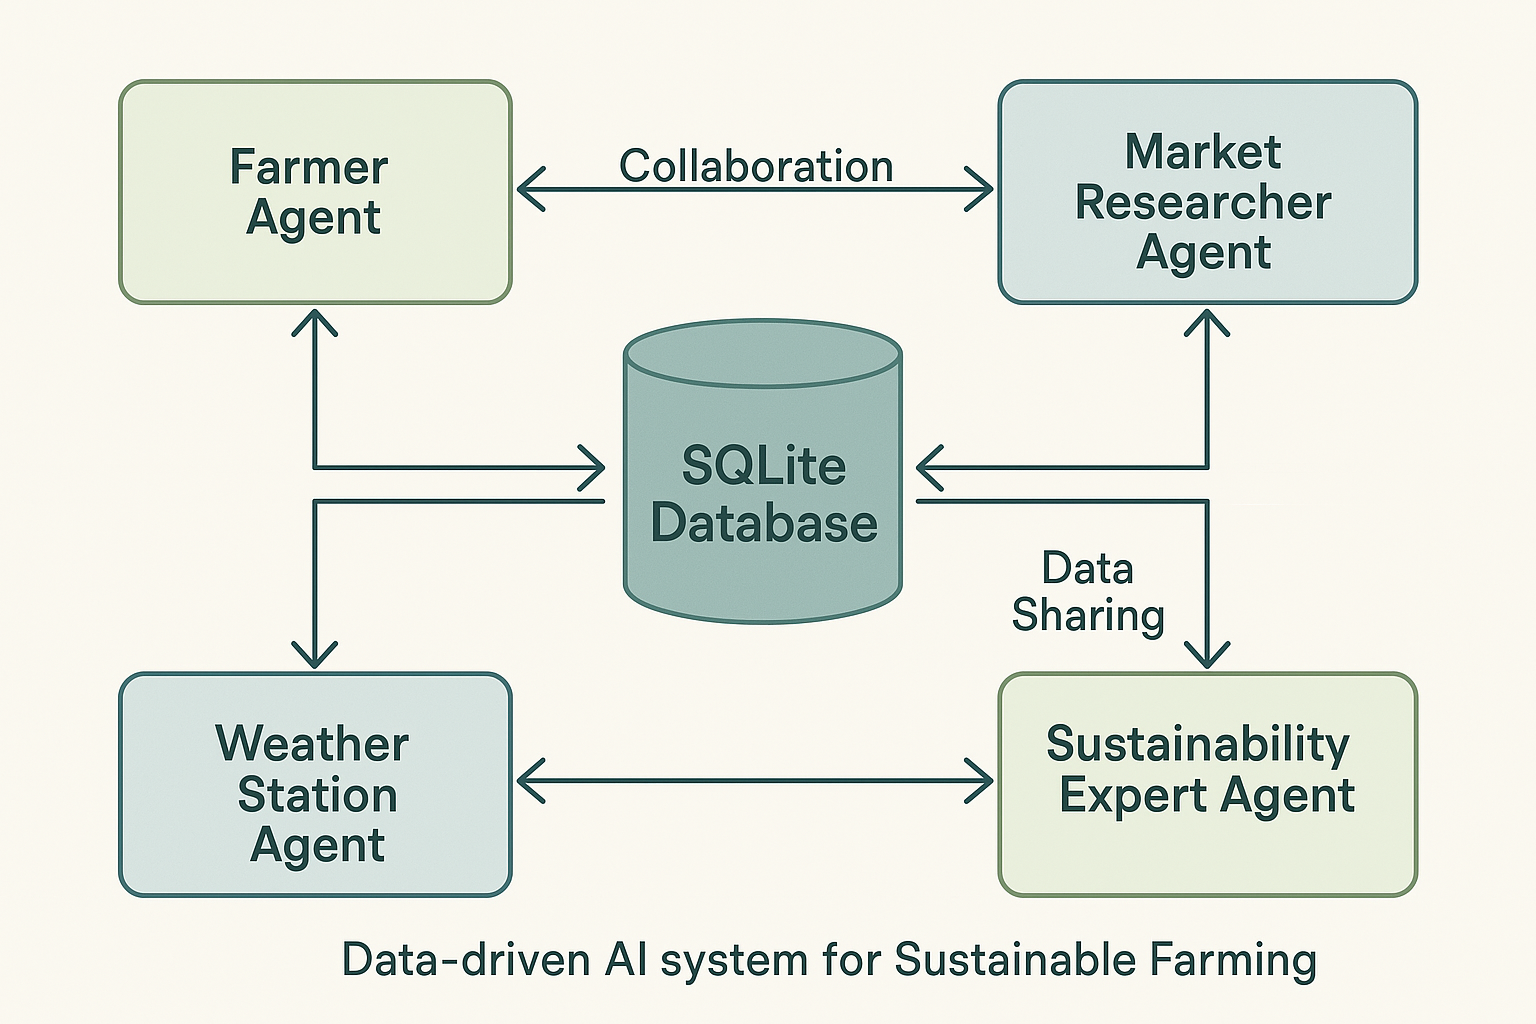 Farmer
Agent
Collaboration
Market
Researcher
Agent
SQLite
Database
Data
Sharing
Weather
Station
Agent
Sustainability
Expert Agent
Data-driven AI system for Sustainable Farming